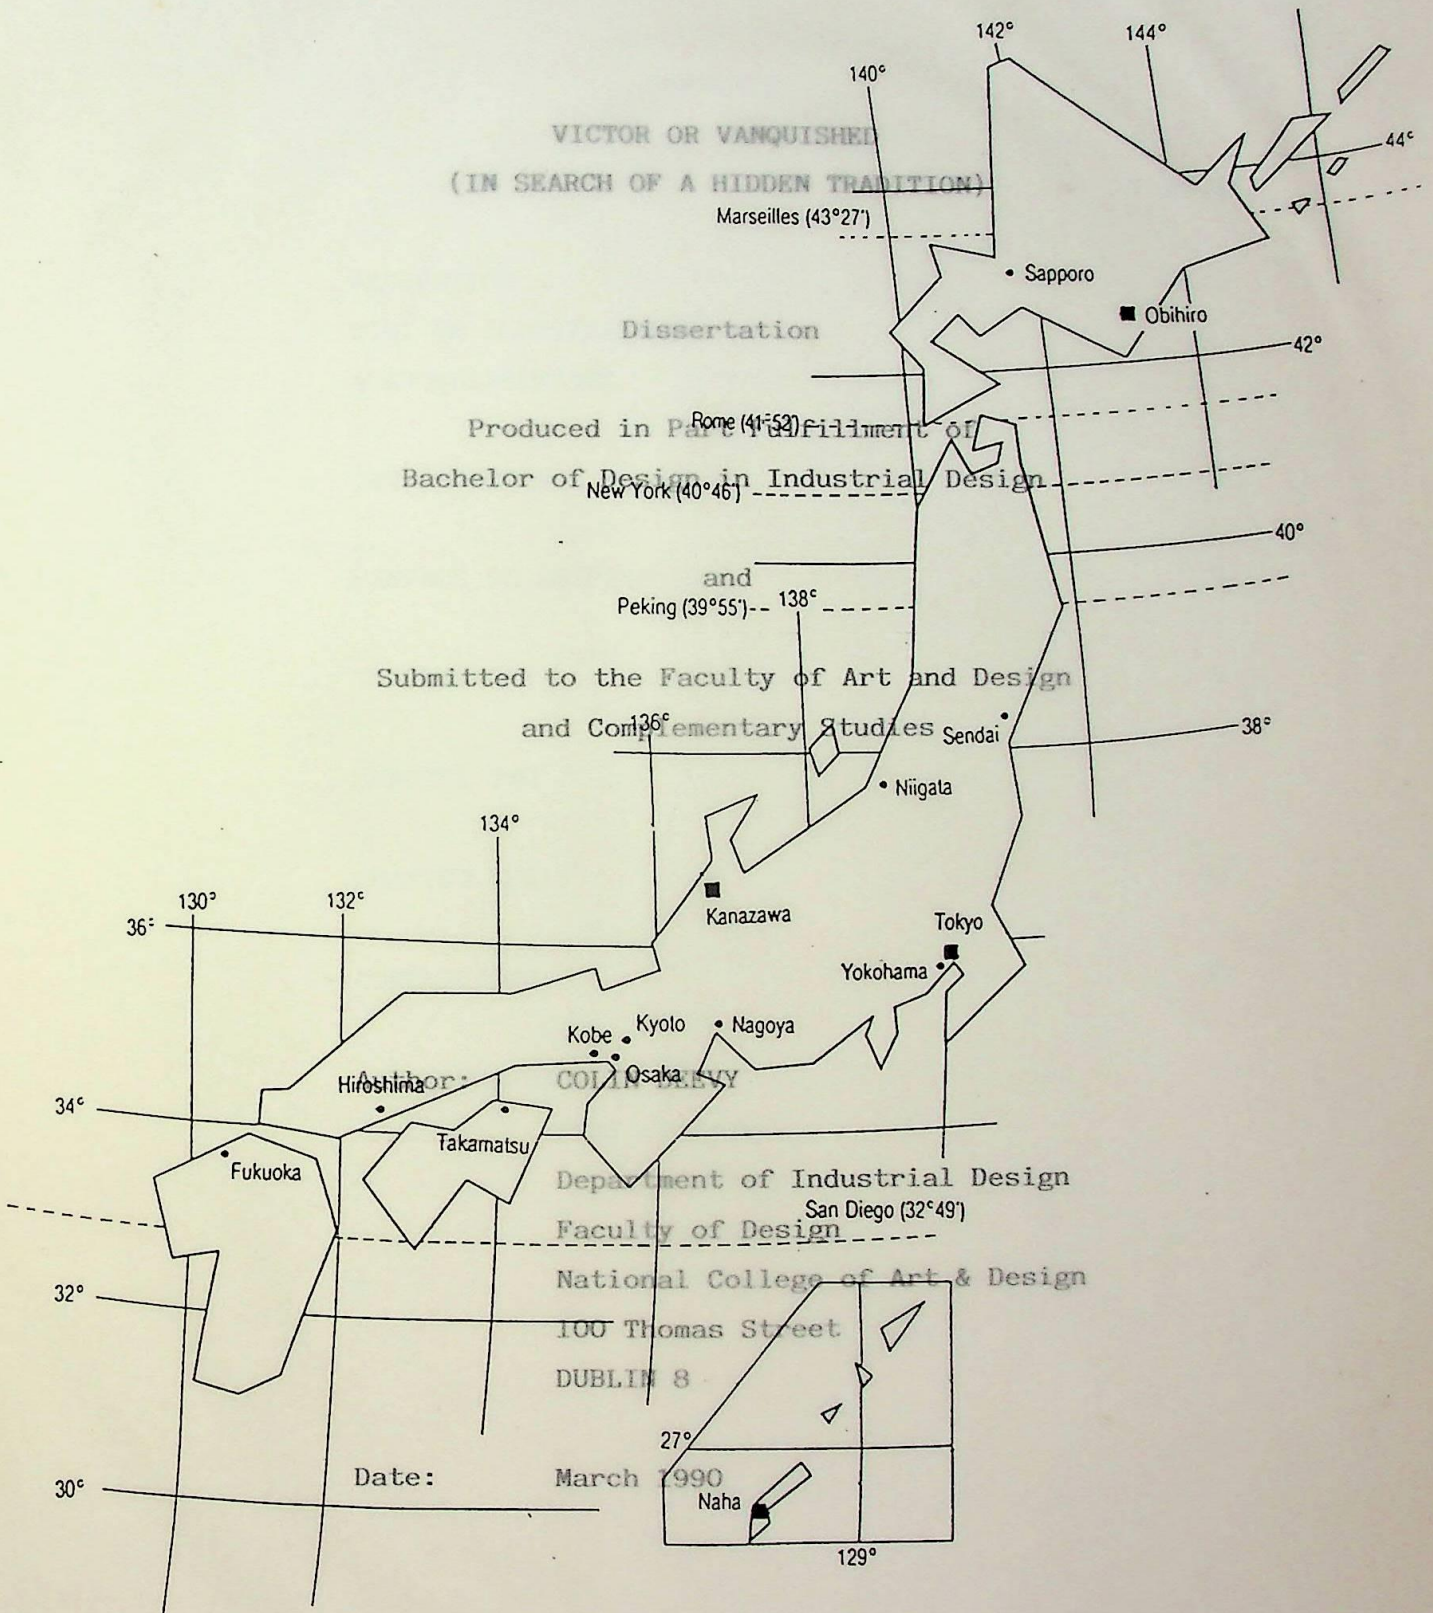 142°
144°
140°
VICTOR OR VANQUISHED
44°
(IN SEARCH OF A HIDDEN TRADITION)
Marseilles (43°27')
Sapporo
Obihiro
Dissertation
42°
Rome (41°52')
Produced in Part Fulfillment of
Bachelor of Design in Industrial Design
New York (40°46')
40°
and
Peking (39°55')
138°
Submitted to the Faculty of Art and Design
136°
and Complementary Studies
Sendai
38°
Niigata
134°
130°
132°
36°
Kanazawa
Tokyo
Yokohama
Kobe
Kyoto
Nagoya
Osaka
Hiroshima
Author: COLIN DEEVY
34°
Takamatsu
Fukuoka
Department of Industrial Design
San Diego (32°49')
Faculty of Design
National College of Art & Design
32°
100 Thomas Street
DUBLIN 8
27°
Date: March 1990
30°
Naha
129°